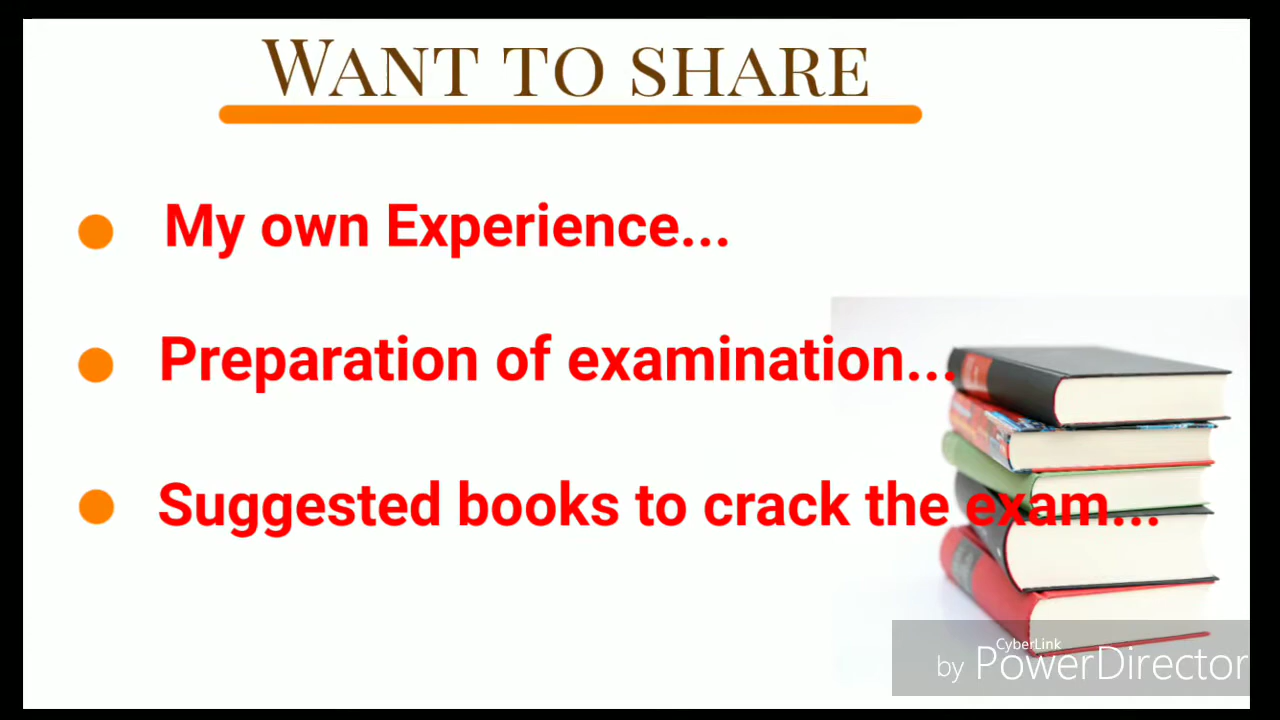 WANT TO SHARE
My own Experience...
Preparation of examination...
Suggested books to crack the exam...
CyberLink
by PowerDirector